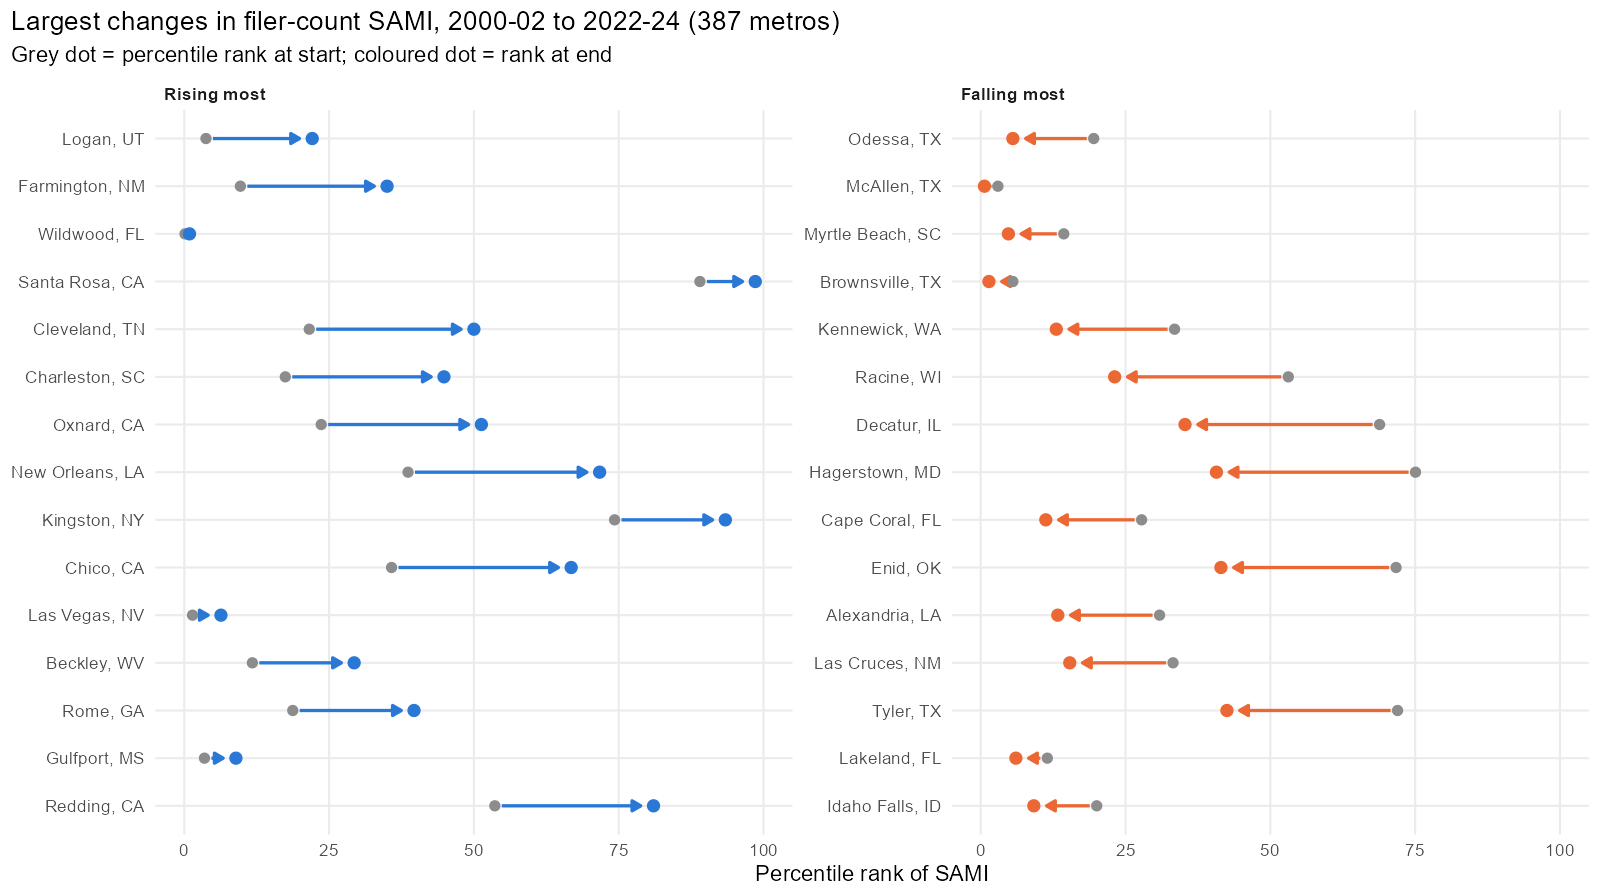 Largest changes in filer-count SAMI, 2000-02 to 2022-24 (387 metros)
Grey dot = percentile rank at start; coloured dot = rank at end
Rising most
Logan, UT
Farmington, NM
Wildwood, FL
Santa Rosa, CA
Cleveland, TN
Charleston, SC
Oxnard, CA
New Orleans, LA
Kingston, NY
Chico, CA
Las Vegas, NV
Beckley, WV
Rome, GA
Gulfport, MS
Redding, CA
0 25 50 75 100
Falling most
Odessa, TX
McAllen, TX
Myrtle Beach, SC
Brownsville, TX
Kennewick, WA
Racine, WI
Decatur, IL
Hagerstown, MD
Cape Coral, FL
Enid, OK
Alexandria, LA
Las Cruces, NM
Tyler, TX
Lakeland, FL
Idaho Falls, ID
0 25 50 75 100
Percentile rank of SAMI